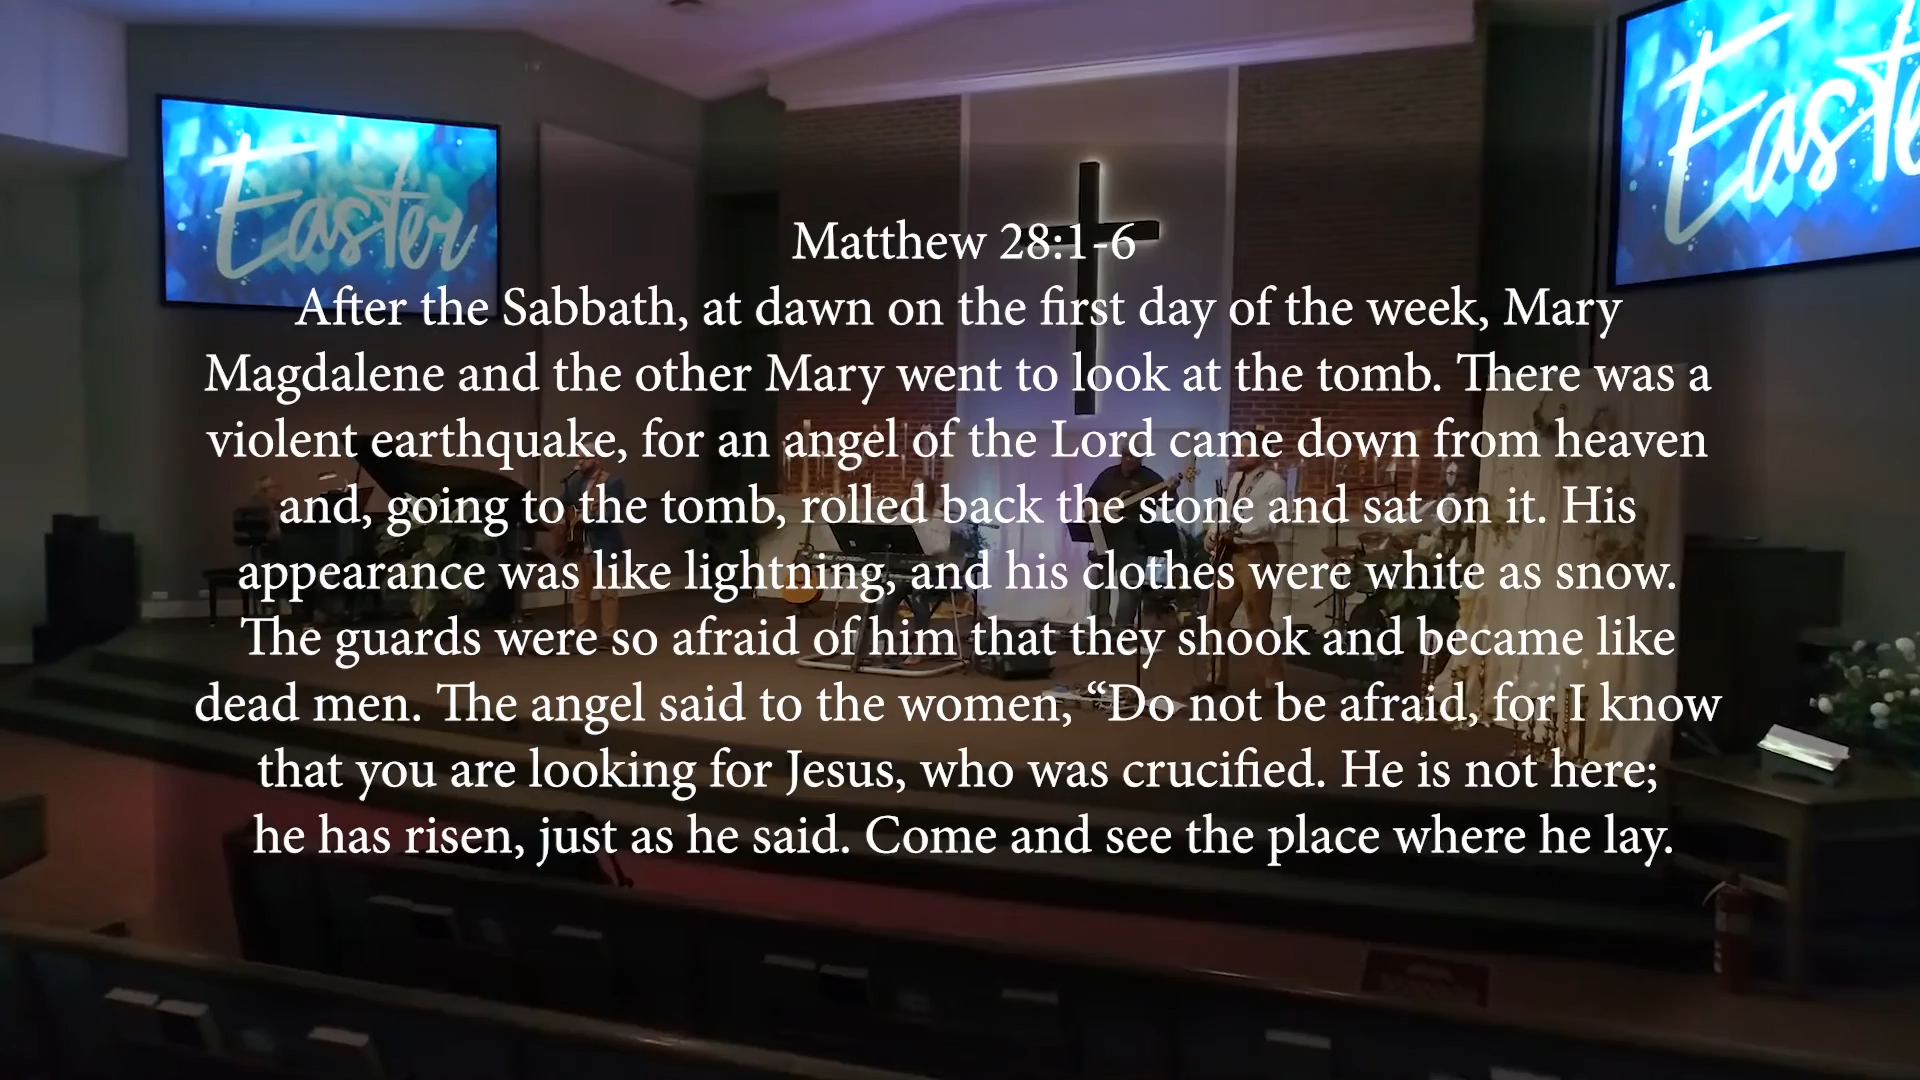 Easter
Matthew 28:1-6
After the Sabbath, at dawn on the first day of the week, Mary
Magdalene and the other Mary went to look at the tomb. There was a
violent earthquake, for an angel of the Lord came down from heaven
and, going to the tomb, rolled back the stone and sat on it. His
appearance was like lightning, and his clothes were white as snow.
The guards were so afraid of him that they shook and became like
dead men. The angel said to the women, “Do not be afraid, for I know
that you are looking for Jesus, who was crucified. He is not here;
he has risen, just as he said. Come and see the place where he lay.